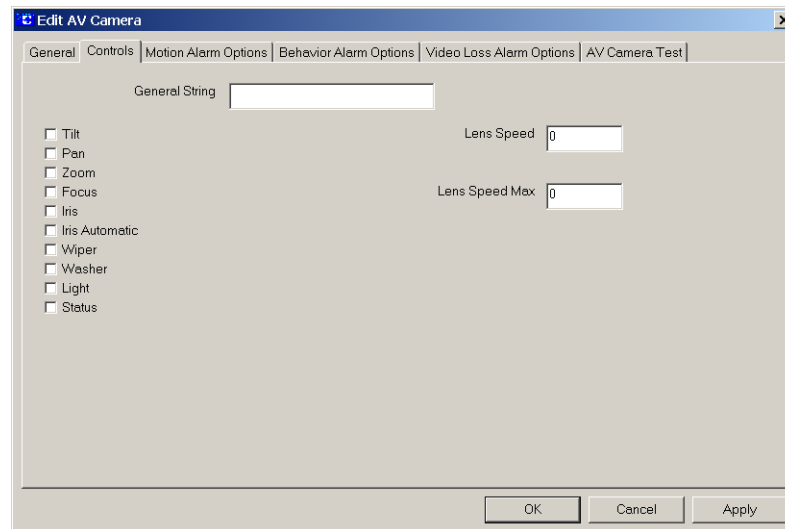 Edit AV Camera
General Controls Motion Alarm Options Behavior Alarm Options Video Loss Alarm Options AV Camera Test
General String
Tilt
Pan
Zoom
Focus
Iris
Iris Automatic
Wiper
Washer
Light
Status
Lens Speed 0
Lens Speed Max 0
OK Cancel Apply